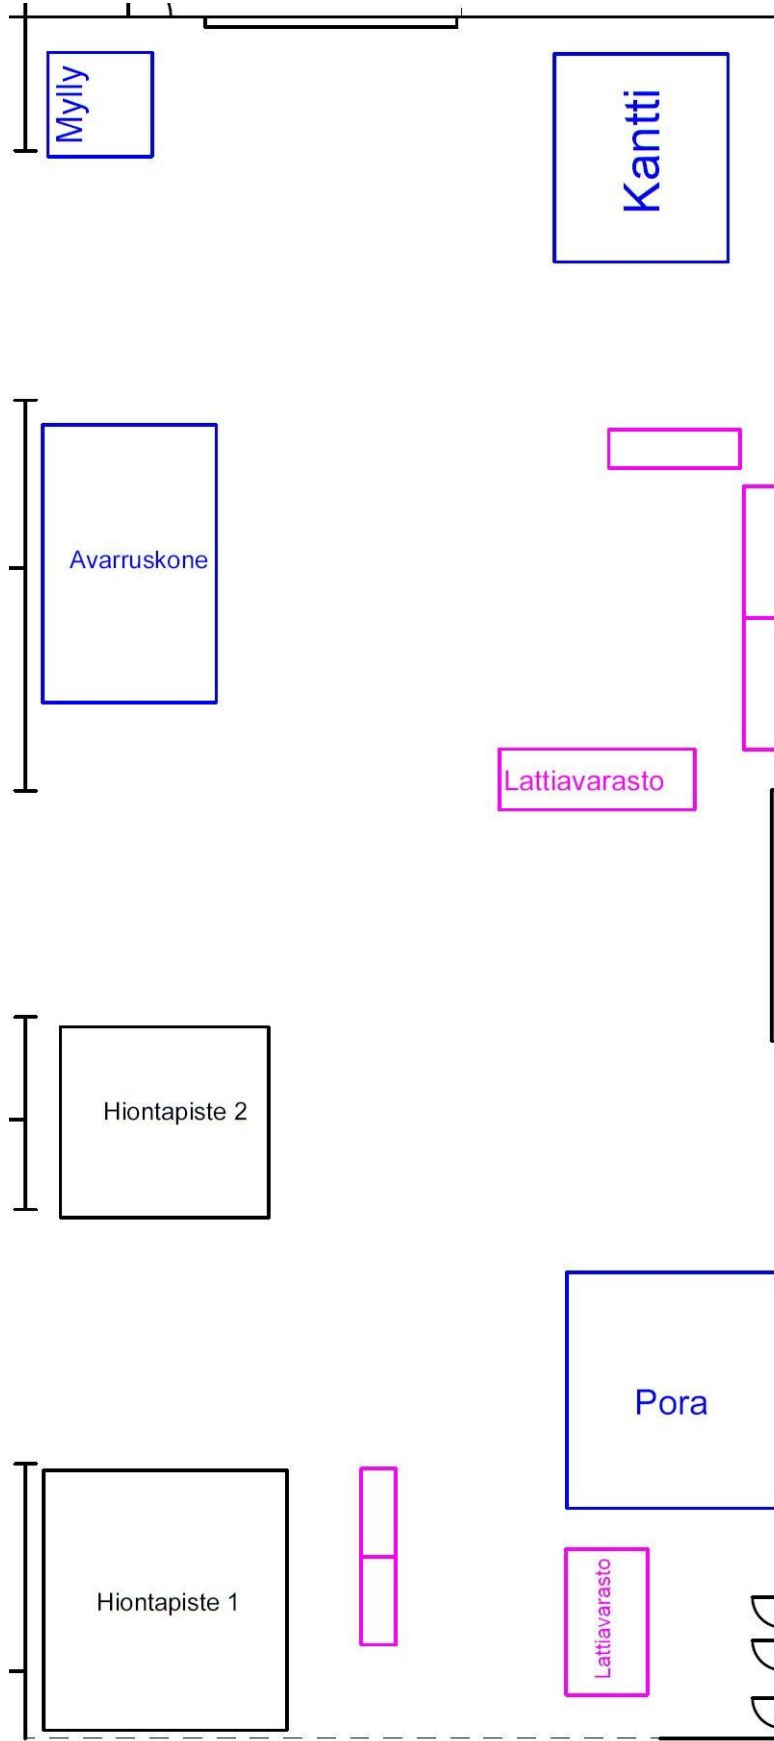 Mylly
Kantti
Avarruskone
Lattiavarasto
Hiontapiste 2
Pora
Hiontapiste 1
Lattiavarasto